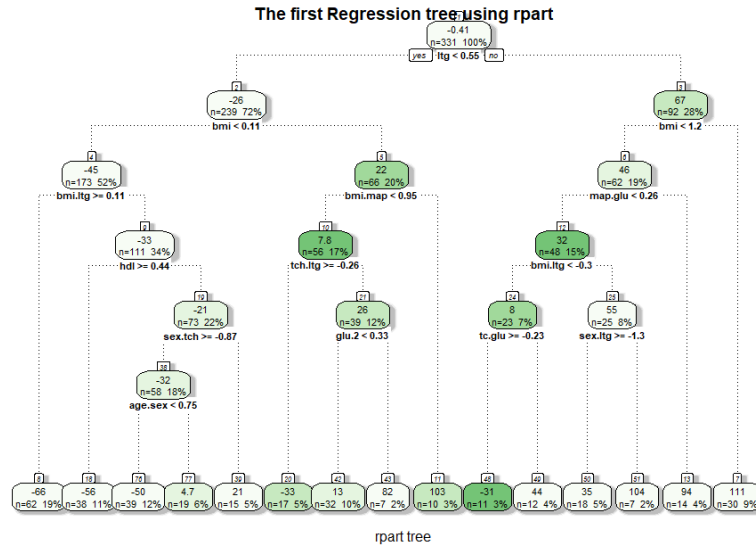 The first Regression tree using rpart
1
-0.41
n=331 100%
yes ltg < 0.55 no
2
-26
n=239 72%
bmi < 0.11
3
67
n=92 28%
bmi < 1.2
4
-45
n=173 52%
bmi.ltg >= 0.11
5
22
n=66 20%
bmi.map < 0.95
6
46
n=62 19%
map.glu < 0.26
9
-33
n=111 34%
hdl >= 0.44
10
7.8
n=56 17%
tch.ltg >= -0.26
12
32
n=48 15%
bmi.ltg < -0.3
19
-21
n=73 22%
sex.tch >= -0.87
21
26
n=39 12%
glu.2 < 0.33
24
8
n=23 7%
tc.glu >= -0.23
25
55
n=25 8%
sex.ltg >= -1.3
38
-32
n=58 18%
age.sex < 0.75
8
-66
n=62 19%
18
-56
n=38 11%
76
-50
n=39 12%
77
4.7
n=19 6%
39
21
n=15 5%
20
-33
n=17 5%
42
13
n=32 10%
43
82
n=7 2%
11
103
n=10 3%
48
-31
n=11 3%
49
44
n=12 4%
50
35
n=18 5%
51
104
n=7 2%
13
94
n=14 4%
7
111
n=30 9%
rpart tree